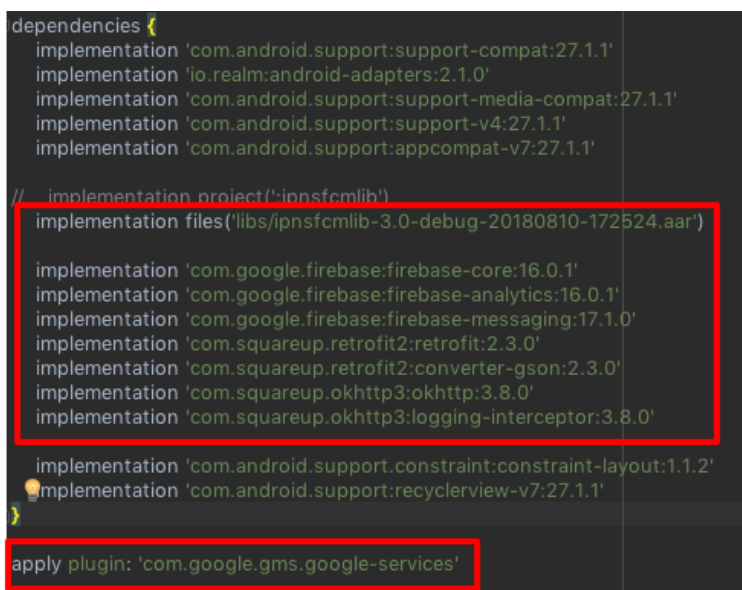 dependencies {
implementation 'com.android.support:support-compat:27.1.1'
implementation 'io.realm:android-adapters:2.1.0'
implementation 'com.android.support:support-media-compat:27.1.1'
implementation 'com.android.support:support-v4:27.1.1'
implementation 'com.android.support:appcompat-v7:27.1.1'
// implementation project(':ipnsfcmlib')
implementation files('libs/ipnsfcmlib-3.0-debug-20180810-172524.aar')
implementation 'com.google.firebase:firebase-core:16.0.1'
implementation 'com.google.firebase:firebase-analytics:16.0.1'
implementation 'com.google.firebase:firebase-messaging:17.1.0'
implementation 'com.squareup.retrofit2:retrofit:2.3.0'
implementation 'com.squareup.retrofit2:converter-gson:2.3.0'
implementation 'com.squareup.okhttp3:okhttp:3.8.0'
implementation 'com.squareup.okhttp3:logging-interceptor:3.8.0'
implementation 'com.android.support.constraint:constraint-layout:1.1.2'
mplementation 'com.android.support:recyclerview-v7:27.1.1'
}
apply plugin: 'com.google.gms.google-services'